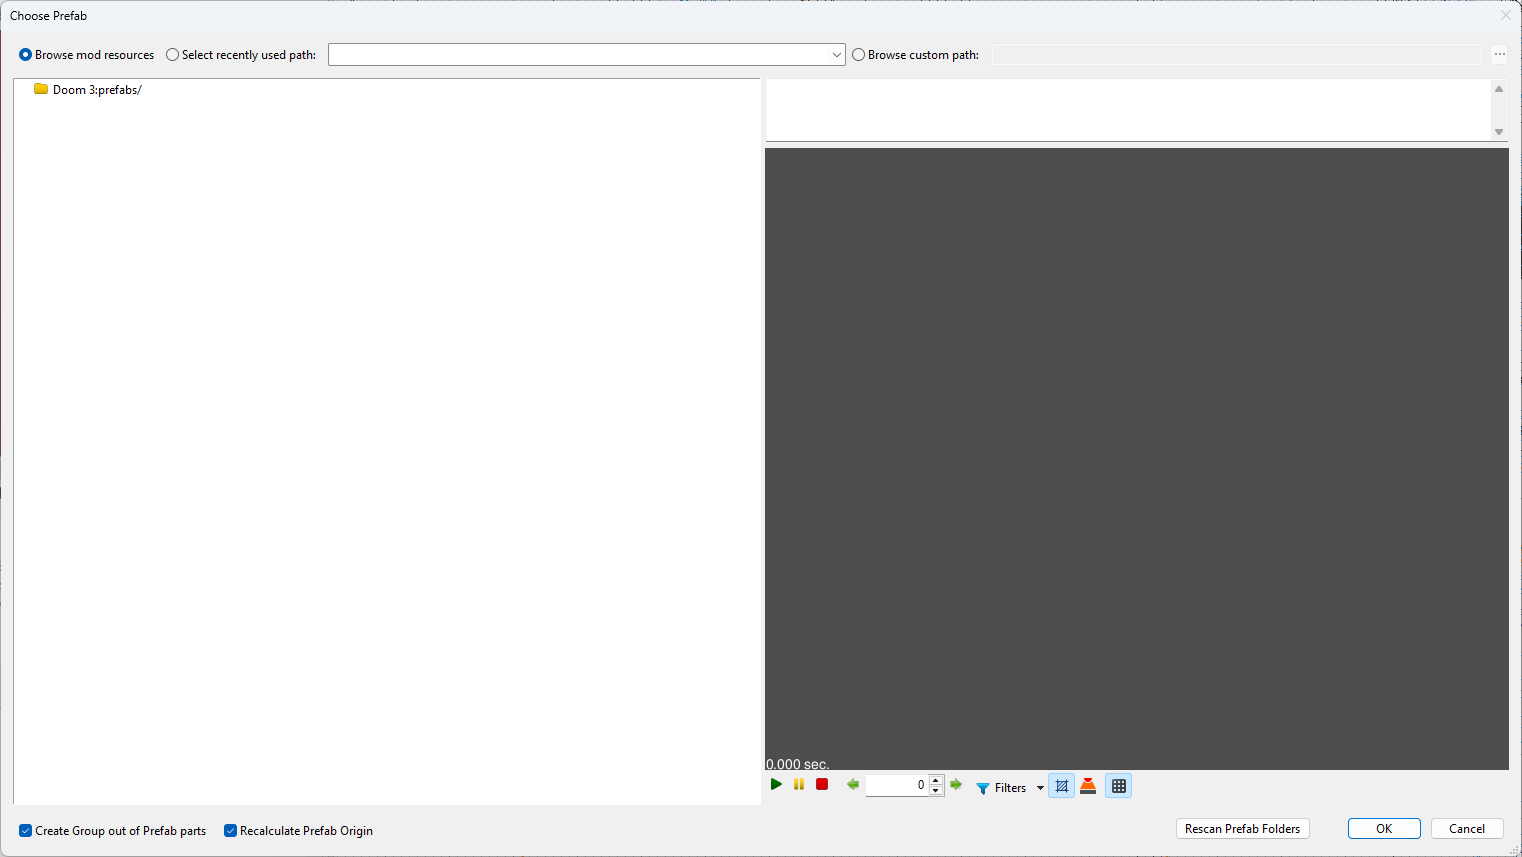 Choose Prefab
Browse mod resources Select recently used path: Browse custom path: ...
Doom 3:prefabs/
0.000 sec.
0 Filters
Create Group out of Prefab parts Recalculate Prefab Origin Rescan Prefab Folders OK Cancel